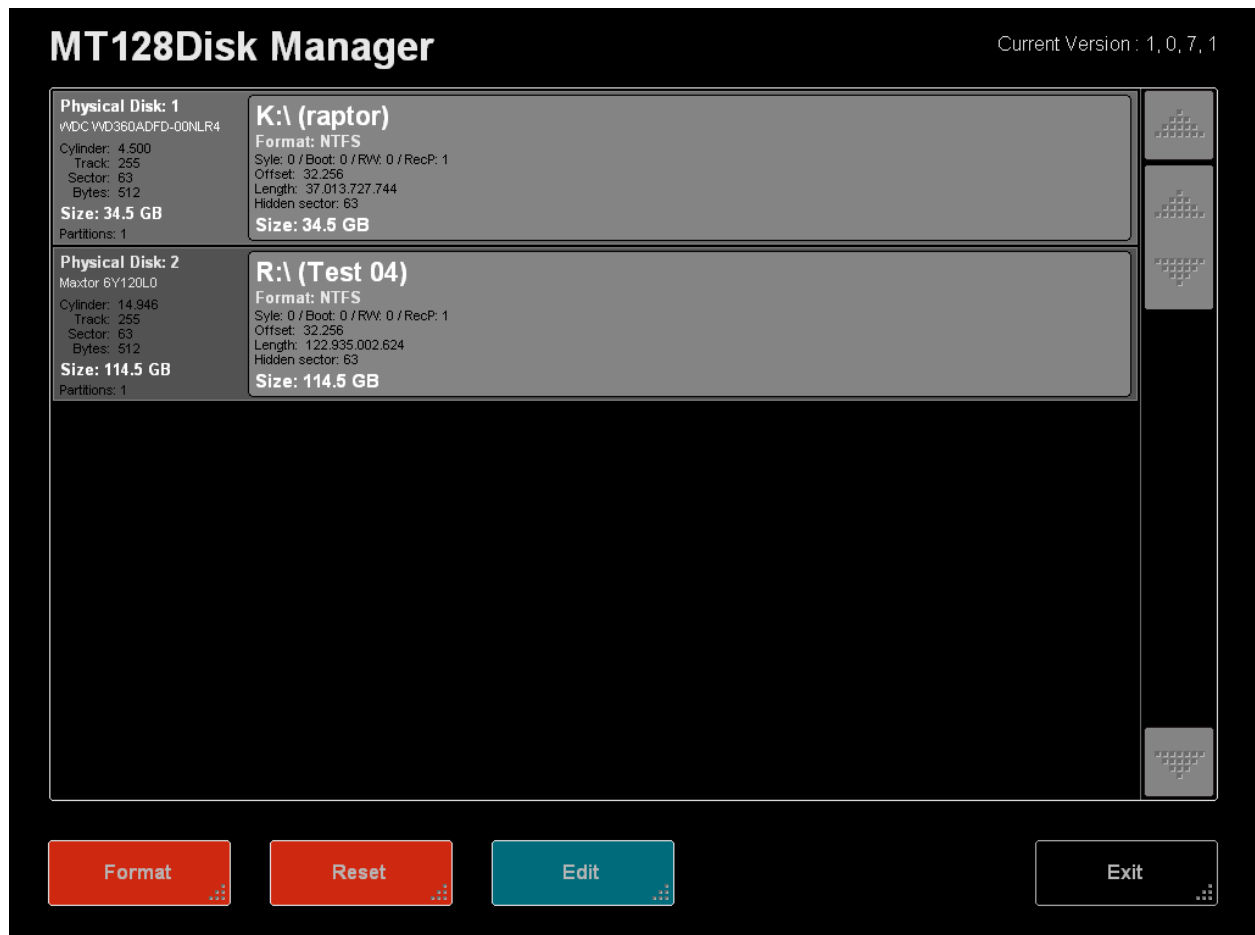 MT128Disk Manager
Current Version : 1, 0, 7, 1
Physical Disk: 1
WDC WD360ADFD-00NLR4
Cylinder: 4.500
Track: 255
Sector: 63
Bytes: 512
Size: 34.5 GB
Partitions: 1
K:\ (raptor)
Format: NTFS
Syle: 0 / Boot: 0 / RW: 0 / RecP: 1
Offset: 32.256
Length: 37.013.727.744
Hidden sector: 63
Size: 34.5 GB
Physical Disk: 2
Maxtor 6Y120L0
Cylinder: 14.946
Track: 255
Sector: 63
Bytes: 512
Size: 114.5 GB
Partitions: 1
R:\ (Test 04)
Format: NTFS
Syle: 0 / Boot: 0 / RW: 0 / RecP: 1
Offset: 32.256
Length: 122.935.002.624
Hidden sector: 63
Size: 114.5 GB
Format
Reset
Edit
Exit